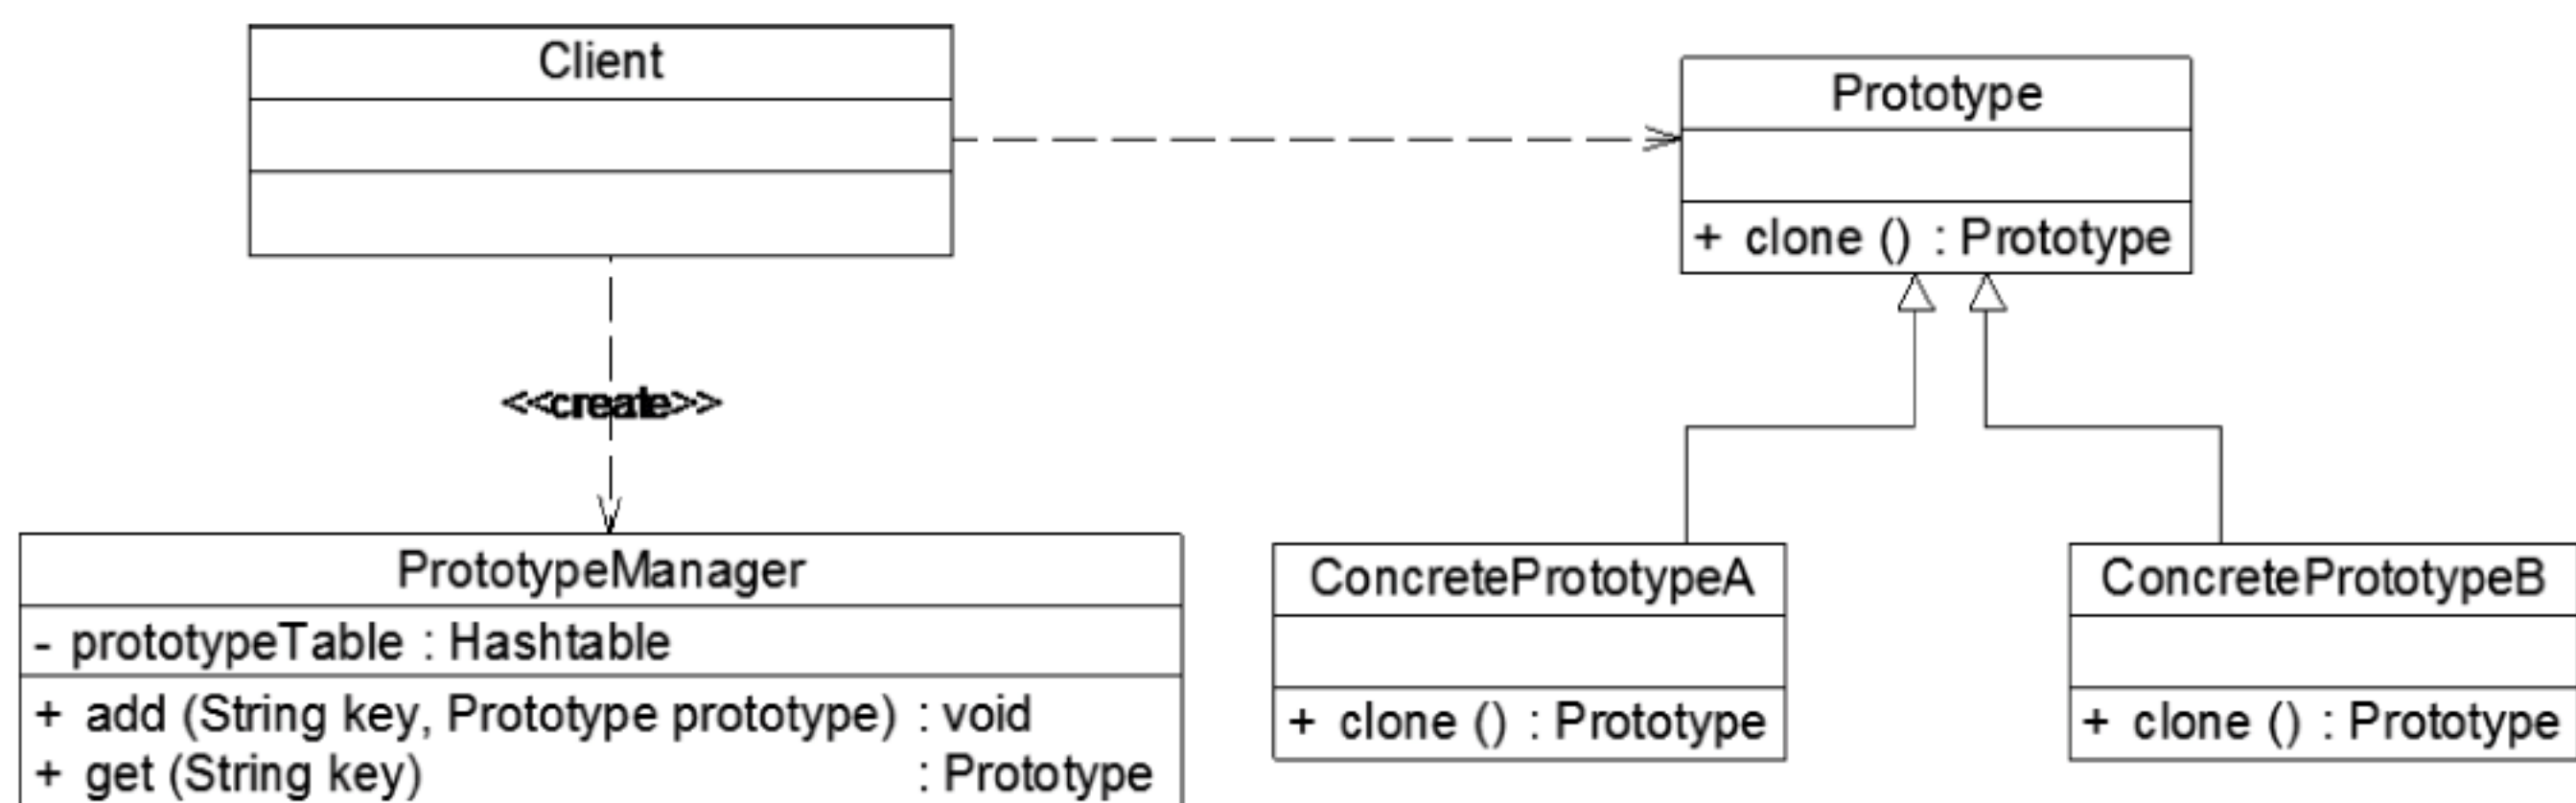 Client
Prototype
+ clone () : Prototype
<<create>>
PrototypeManager
- prototypeTable : Hashtable
+ add (String key, Prototype prototype) : void
+ get (String key) : Prototype
ConcretePrototypeA
+ clone () : Prototype
ConcretePrototypeB
+ clone () : Prototype